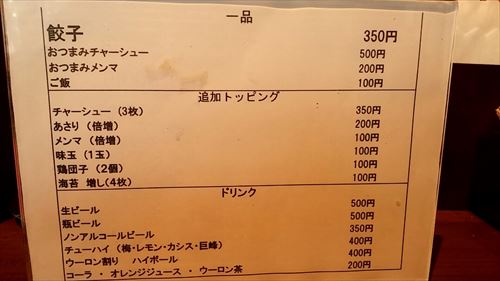 一品
餃子 350円
おつまみチャーシュー 500円
おつまみメンマ 200円
ご飯 100円
追加トッピング
チャーシュー（3枚） 350円
あさり（倍増） 200円
メンマ（倍増） 100円
味玉（1玉） 100円
鶏団子（2個） 100円
海苔 増し（4枚） 100円
ドリンク
生ビール 500円
瓶ビール 500円
ノンアルコールビール 350円
チューハイ（梅・レモン・カシス・巨峰） 400円
ウーロン割り ハイボール 400円
コーラ ・ オレンジジュース ・ ウーロン茶 200円